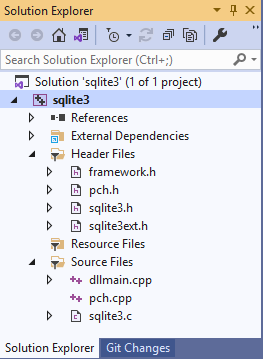 Solution Explorer
Search Solution Explorer (Ctrl+;)
Solution 'sqlite3' (1 of 1 project)
sqlite3
References
External Dependencies
Header Files
framework.h
pch.h
sqlite3.h
sqlite3ext.h
Resource Files
Source Files
dllmain.cpp
pch.cpp
sqlite3.c
Solution Explorer Git Changes